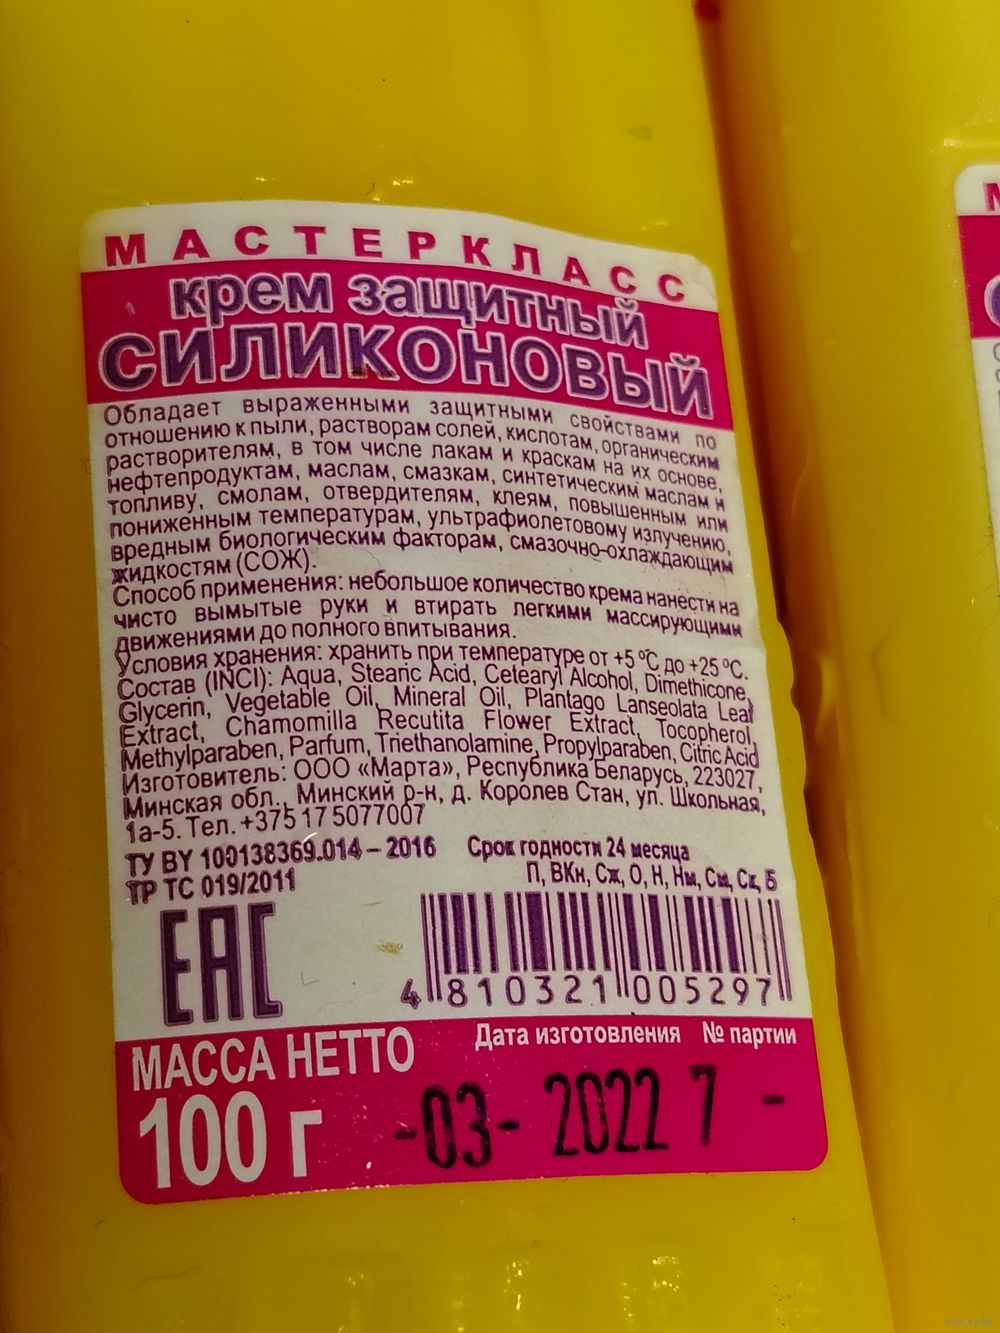 МАСТЕРКЛАСС
крем защитный
СИЛИКОНОВЫЙ
Обладает выраженными защитными свойствами по
отношению к пыли, растворам солей, кислотам, органическим
растворителям, в том числе лакам и краскам на их основе,
нефтепродуктам, маслам, смазкам, синтетическим маслам и
топливу, смолам, отвердителям, клеям, повышенным или
пониженным температурам, ультрафиолетовому излучению,
вредным биологическим факторам, смазочно-охлаждающим
жидкостям (СОЖ).
Способ применения: небольшое количество крема нанести на
чисто вымытые руки и втирать легкими массирующими
движениями до полного впитывания.
Условия хранения: хранить при температуре от +5 °С до +25 °С.
Состав (INCI): Aqua, Stearic Acid, Cetearyl Alcohol, Dimethicone,
Glycerin, Vegetable Oil, Mineral Oil, Plantago Lanseolata Leaf
Extract, Chamomilla Recutita Flower Extract, Tocopherol,
Methylparaben, Parfum, Triethanolamine, Propylparaben, Citric Acid
Изготовитель: ООО «Марта», Республика Беларусь, 223027,
Минская обл., Минский р-н, д. Королев Стан, ул. Школьная,
1а-5. Тел. +375 17 5077007
ТУ BY 100138369.014 – 2016 Срок годности 24 месяца
ТР ТС 019/2011 П, ВКн, Сж, О, Н, Нм, См, Ск, Б
ЕАС
4 810321 005297
МАССА НЕТТО Дата изготовления № партии
100 г -03- 2022 7 -
www.ay.by